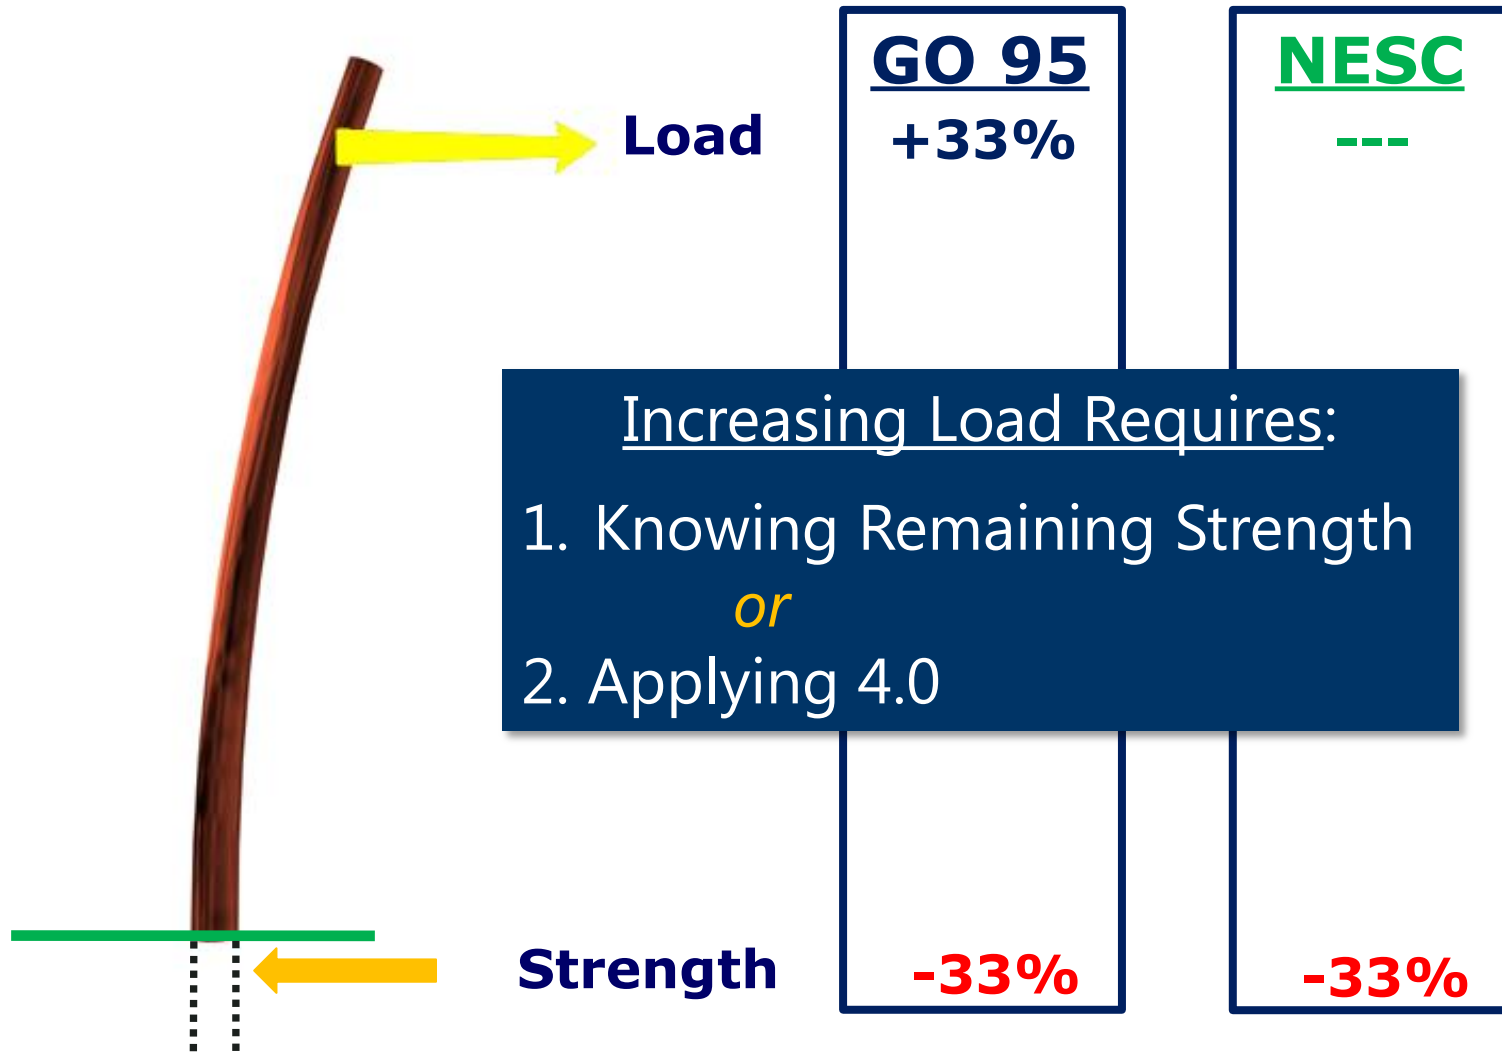 GO 95
NESC
Load
+33%
---
Increasing Load Requires:
1. Knowing Remaining Strength
or
2. Applying 4.0
Strength
-33%
-33%